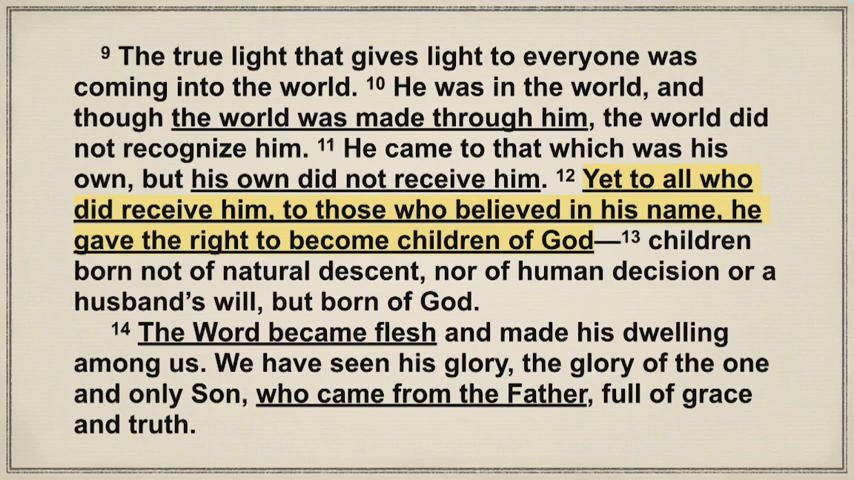 ⁹ The true light that gives light to everyone was
coming into the world. ¹⁰ He was in the world, and
though the world was made through him, the world did
not recognize him. ¹¹ He came to that which was his
own, but his own did not receive him. ¹² Yet to all who
did receive him, to those who believed in his name, he
gave the right to become children of God—¹³ children
born not of natural descent, nor of human decision or a
husband’s will, but born of God.
¹⁴ The Word became flesh and made his dwelling
among us. We have seen his glory, the glory of the one
and only Son, who came from the Father, full of grace
and truth.